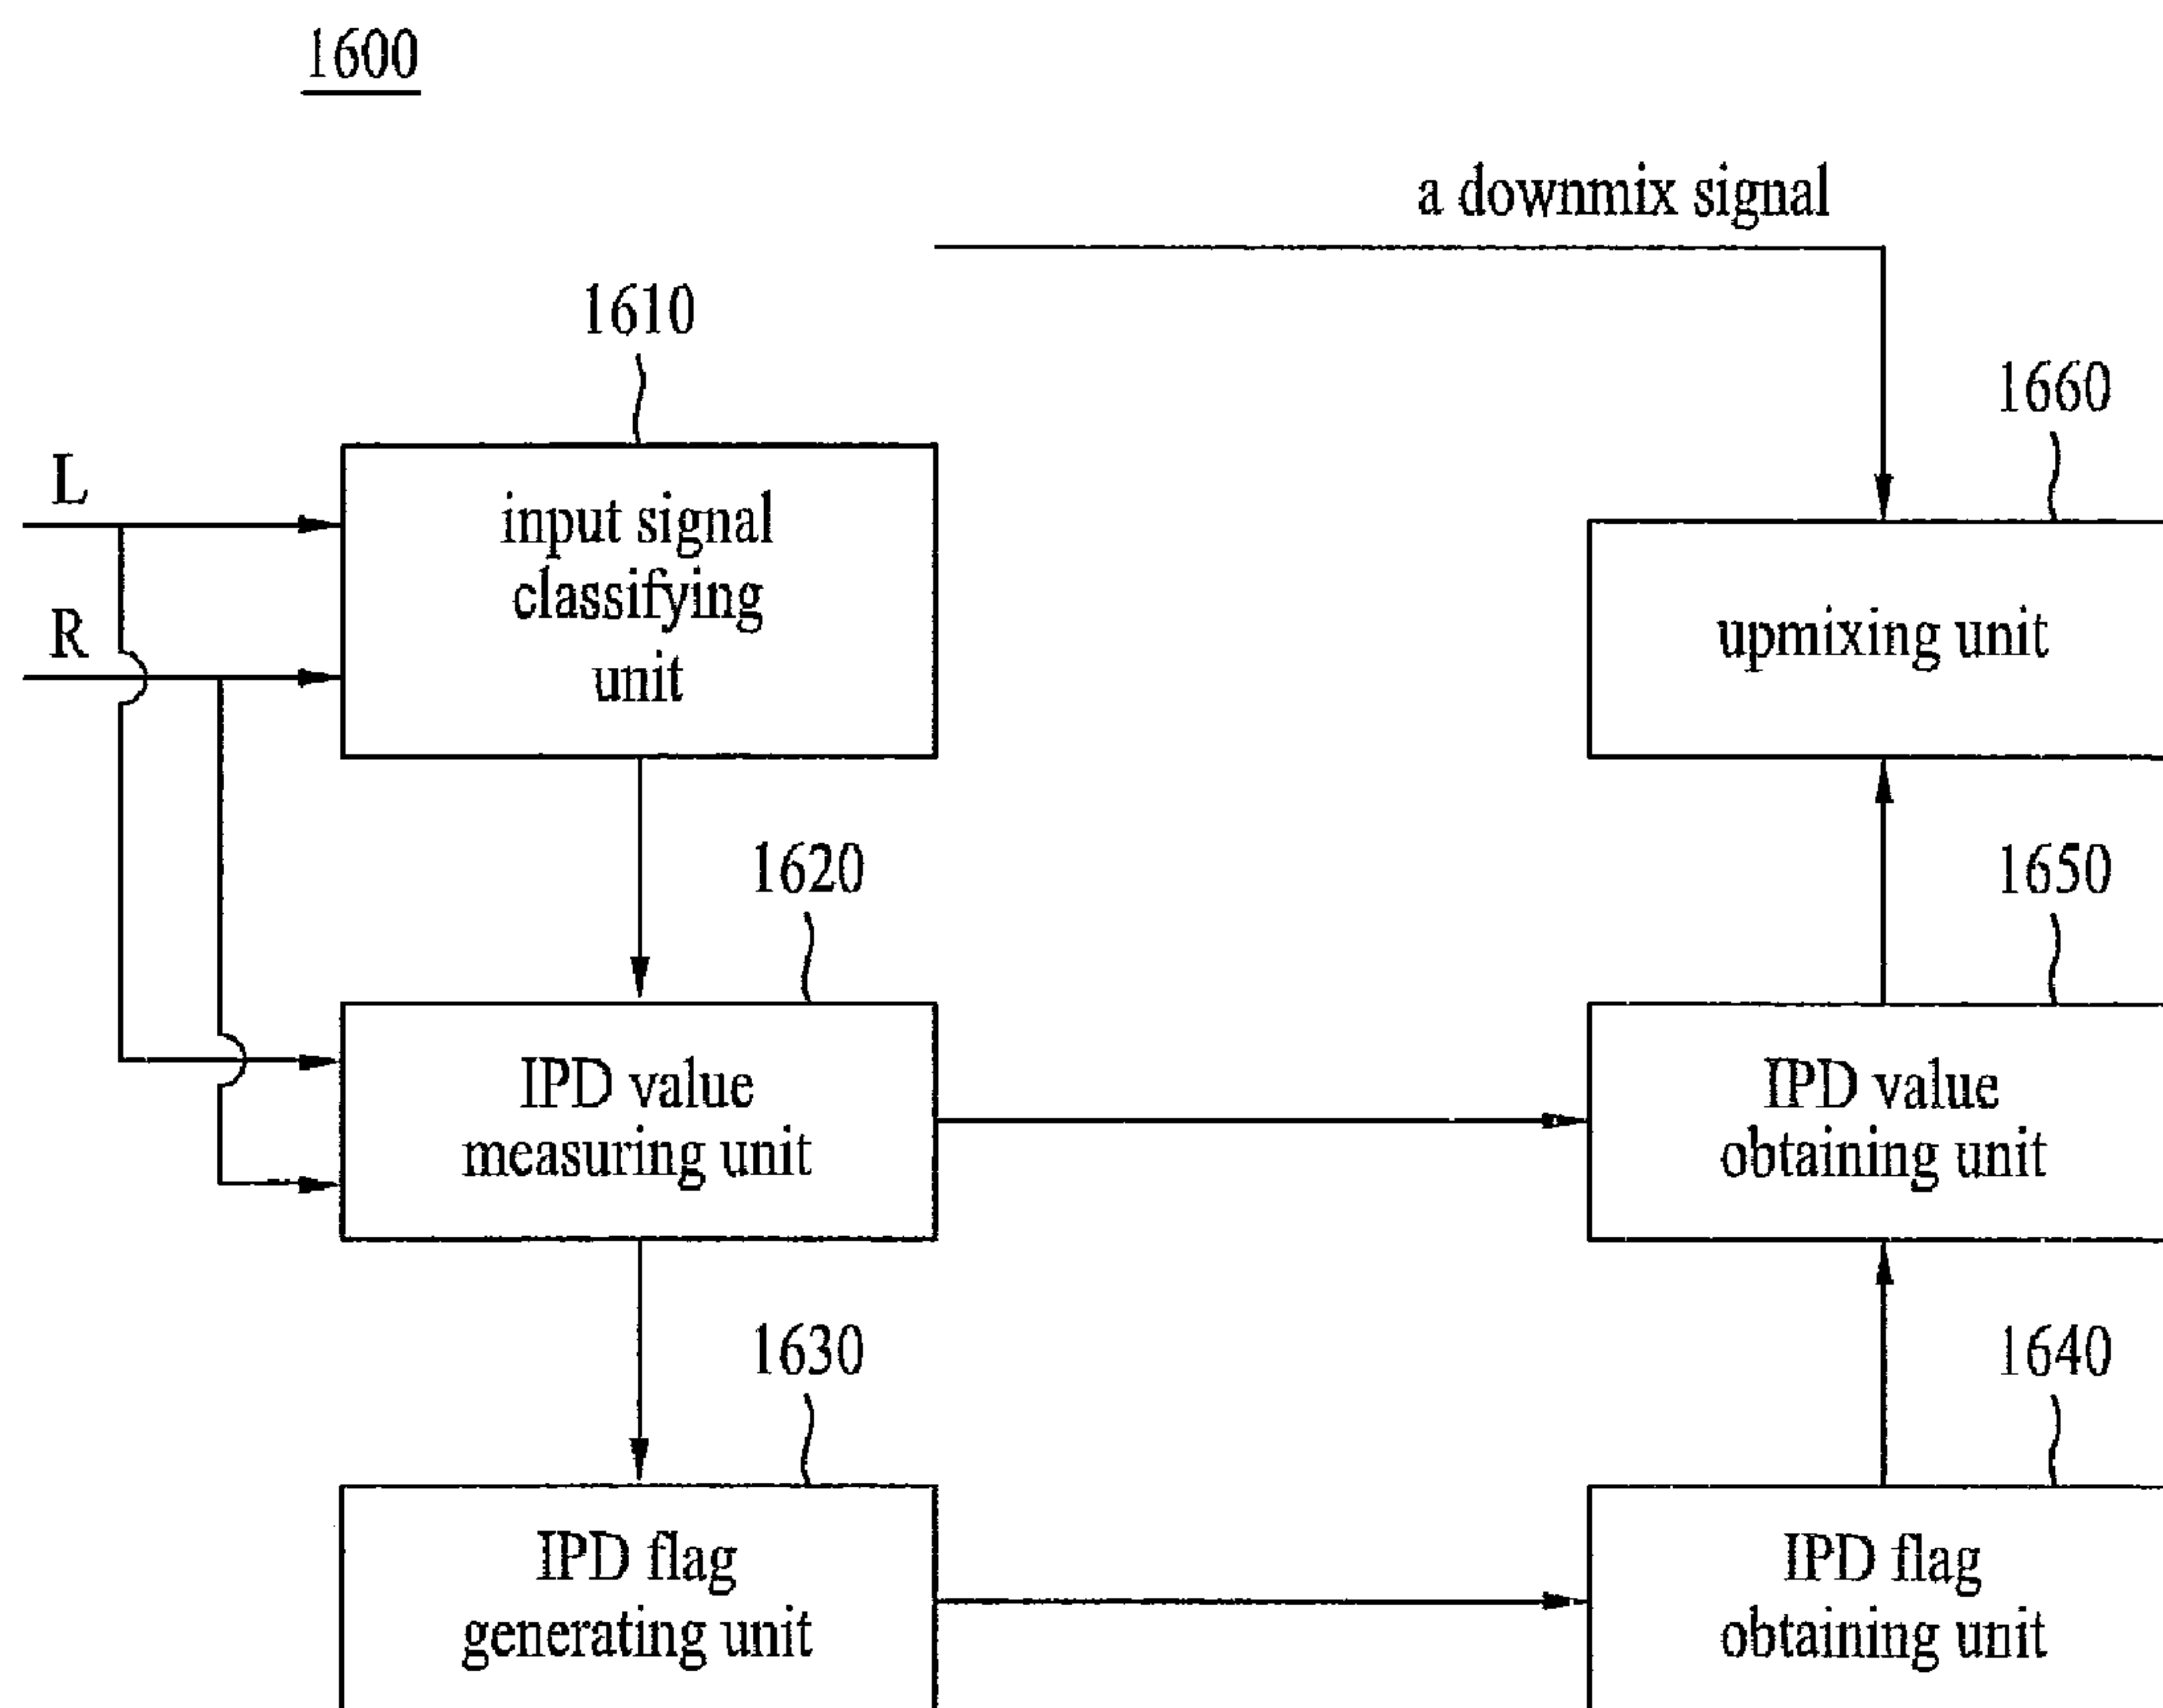 1600
a downmix signal
1610
1660
L
R
input signal
classifying
unit
upmixing unit
1620
1650
IPD value
measuring unit
IPD value
obtaining unit
1630
1640
IPD flag
generating unit
IPD flag
obtaining unit